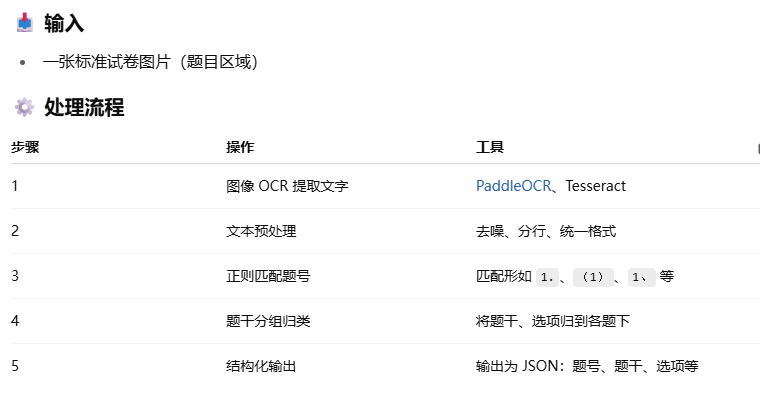 输入
一张标准试卷图片（题目区域）
处理流程
步骤 操作 工具
1 图像 OCR 提取文字 PaddleOCR、Tesseract
2 文本预处理 去噪、分行、统一格式
3 正则匹配题号 匹配形如 1.、（1）、1、 等
4 题干分组归类 将题干、选项归到各题下
5 结构化输出 输出为 JSON：题号、题干、选项等